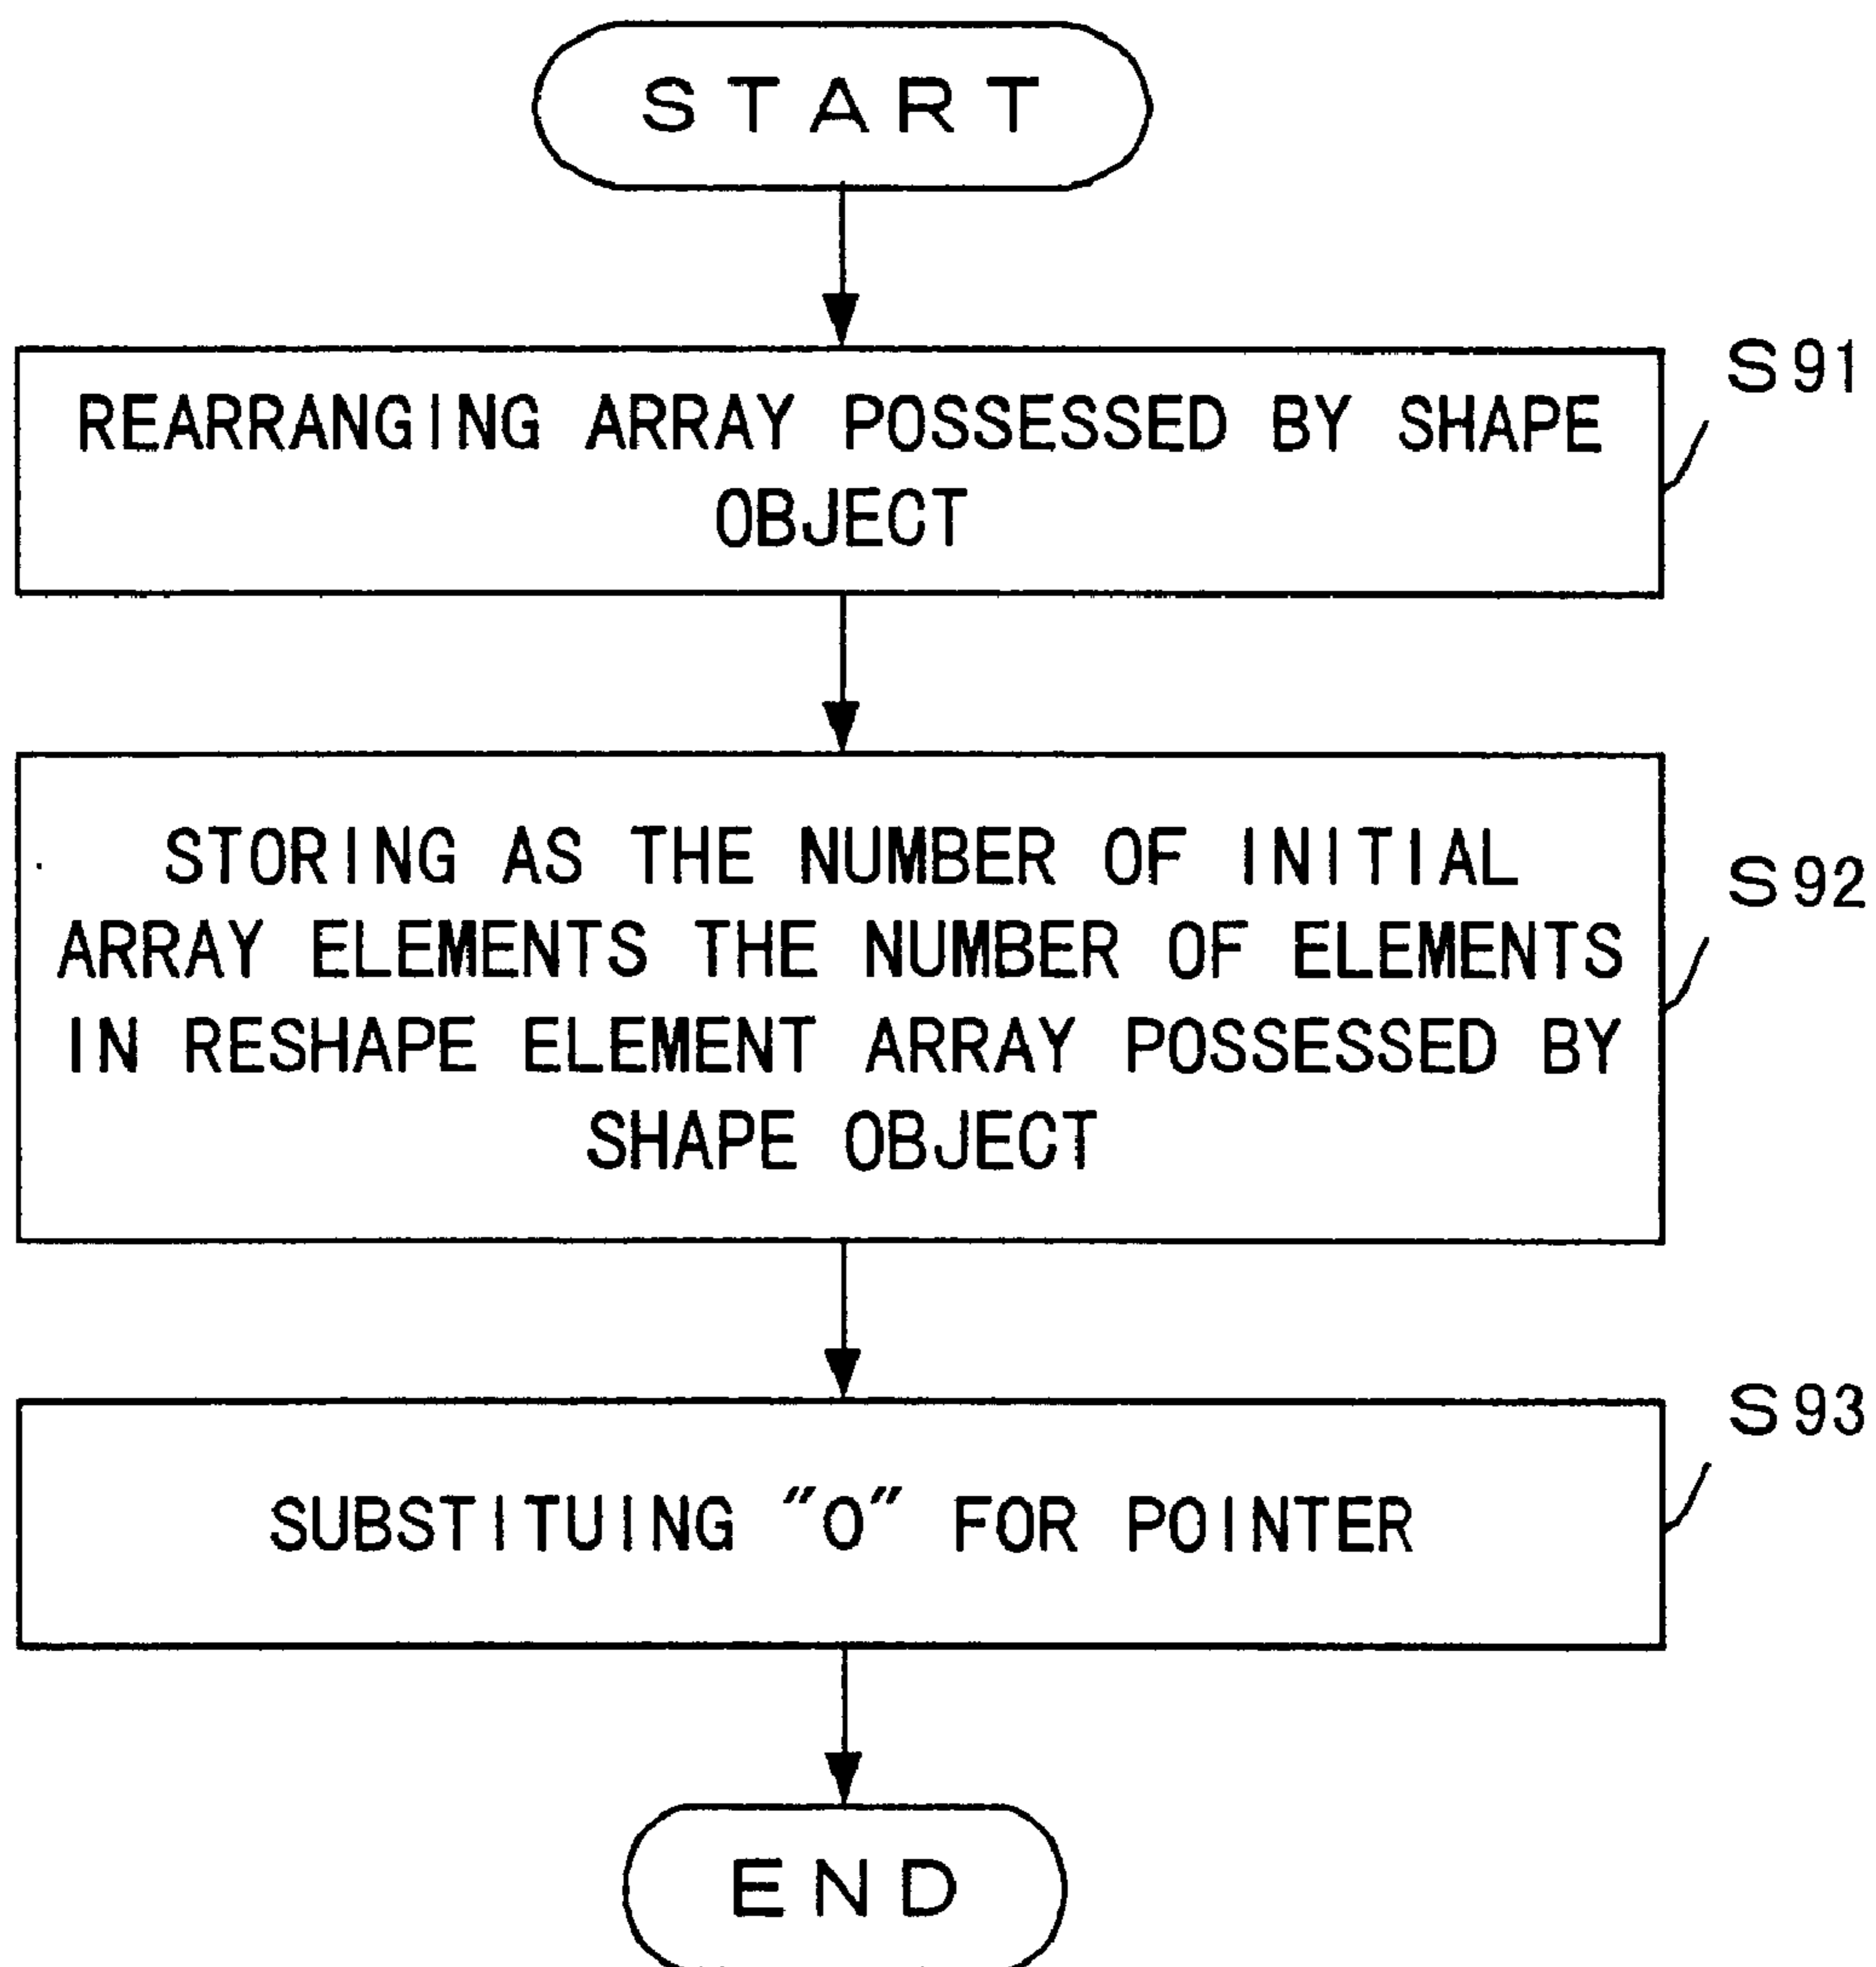 START
REARRANGING ARRAY POSSESSED BY SHAPE
OBJECT
S91
STORING AS THE NUMBER OF INITIAL
ARRAY ELEMENTS THE NUMBER OF ELEMENTS
IN RESHAPE ELEMENT ARRAY POSSESSED BY
SHAPE OBJECT
S92
SUBSTITUING "0" FOR POINTER
S93
END